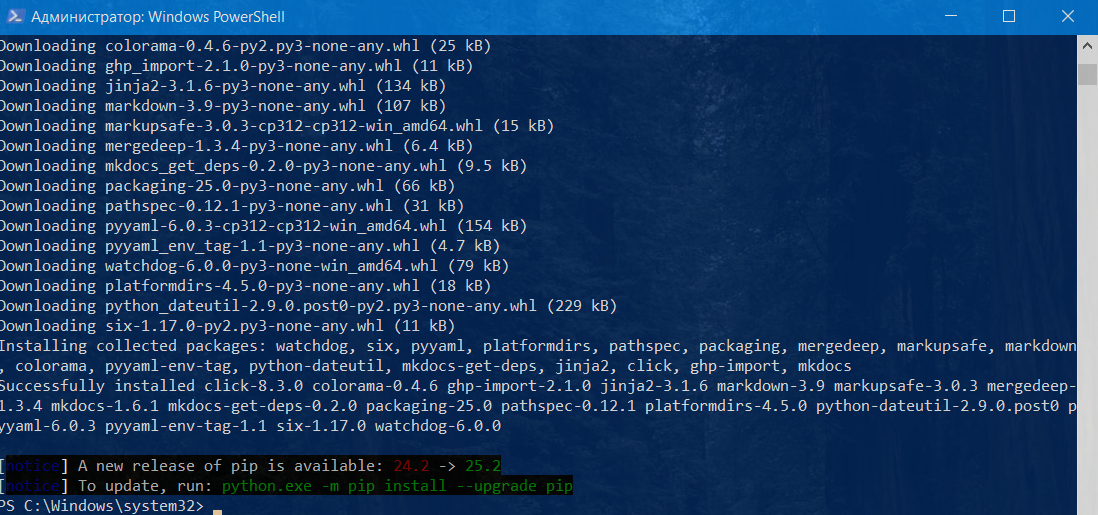 Администратор: Windows PowerShell
Downloading colorama-0.4.6-py2.py3-none-any.whl (25 kB)
Downloading ghp_import-2.1.0-py3-none-any.whl (11 kB)
Downloading jinja2-3.1.6-py3-none-any.whl (134 kB)
Downloading markdown-3.9-py3-none-any.whl (107 kB)
Downloading markupsafe-3.0.3-cp312-cp312-win_amd64.whl (15 kB)
Downloading mergedeep-1.3.4-py3-none-any.whl (6.4 kB)
Downloading mkdocs_get_deps-0.2.0-py3-none-any.whl (9.5 kB)
Downloading packaging-25.0-py3-none-any.whl (66 kB)
Downloading pathspec-0.12.1-py3-none-any.whl (31 kB)
Downloading pyyaml-6.0.3-cp312-cp312-win_amd64.whl (154 kB)
Downloading pyyaml_env_tag-1.1-py3-none-any.whl (4.7 kB)
Downloading watchdog-6.0.0-py3-none-win_amd64.whl (79 kB)
Downloading platformdirs-4.5.0-py3-none-any.whl (18 kB)
Downloading python_dateutil-2.9.0.post0-py2.py3-none-any.whl (229 kB)
Downloading six-1.17.0-py2.py3-none-any.whl (11 kB)
Installing collected packages: watchdog, six, pyyaml, platformdirs, pathspec, packaging, mergedeep, markupsafe, markdown
, colorama, pyyaml-env-tag, python-dateutil, mkdocs-get-deps, jinja2, click, ghp-import, mkdocs
Successfully installed click-8.3.0 colorama-0.4.6 ghp-import-2.1.0 jinja2-3.1.6 markdown-3.9 markupsafe-3.0.3 mergedeep-
1.3.4 mkdocs-1.6.1 mkdocs-get-deps-0.2.0 packaging-25.0 pathspec-0.12.1 platformdirs-4.5.0 python-dateutil-2.9.0.post0 p
yyaml-6.0.3 pyyaml-env-tag-1.1 six-1.17.0 watchdog-6.0.0
[notice] A new release of pip is available: 24.2 -> 25.2
[notice] To update, run: python.exe -m pip install --upgrade pip
PS C:\Windows\system32>